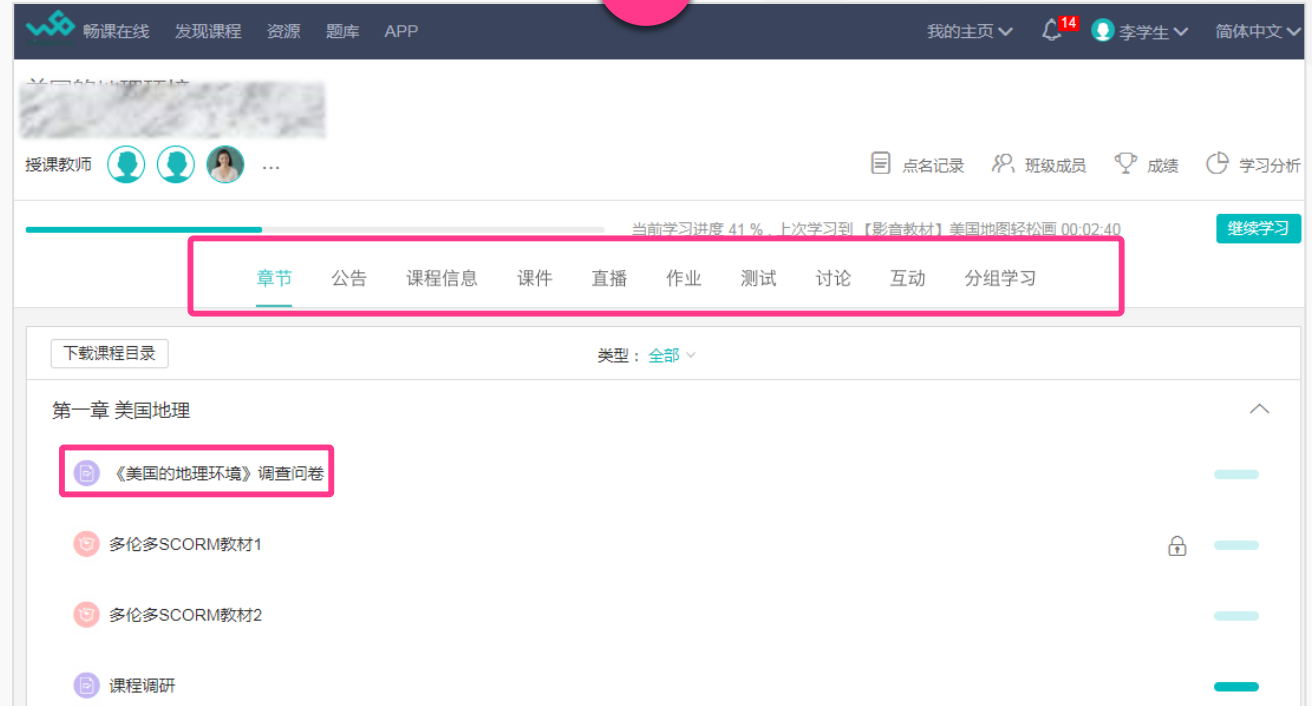 畅课在线 发现课程 资源 题库 APP 我的主页 14 李学生 简体中文
美国的地理环境
授课教师 ... 点名记录 班级成员 成绩 学习分析
当前学习进度 41 % , 上次学习到 【影音教材】美国地图轻松画 00:02:40 继续学习
章节 公告 课程信息 课件 直播 作业 测试 讨论 互动 分组学习
下载课程目录 类型： 全部
第一章 美国地理
《美国的地理环境》调查问卷
多伦多SCORM教材1
多伦多SCORM教材2
课程调研